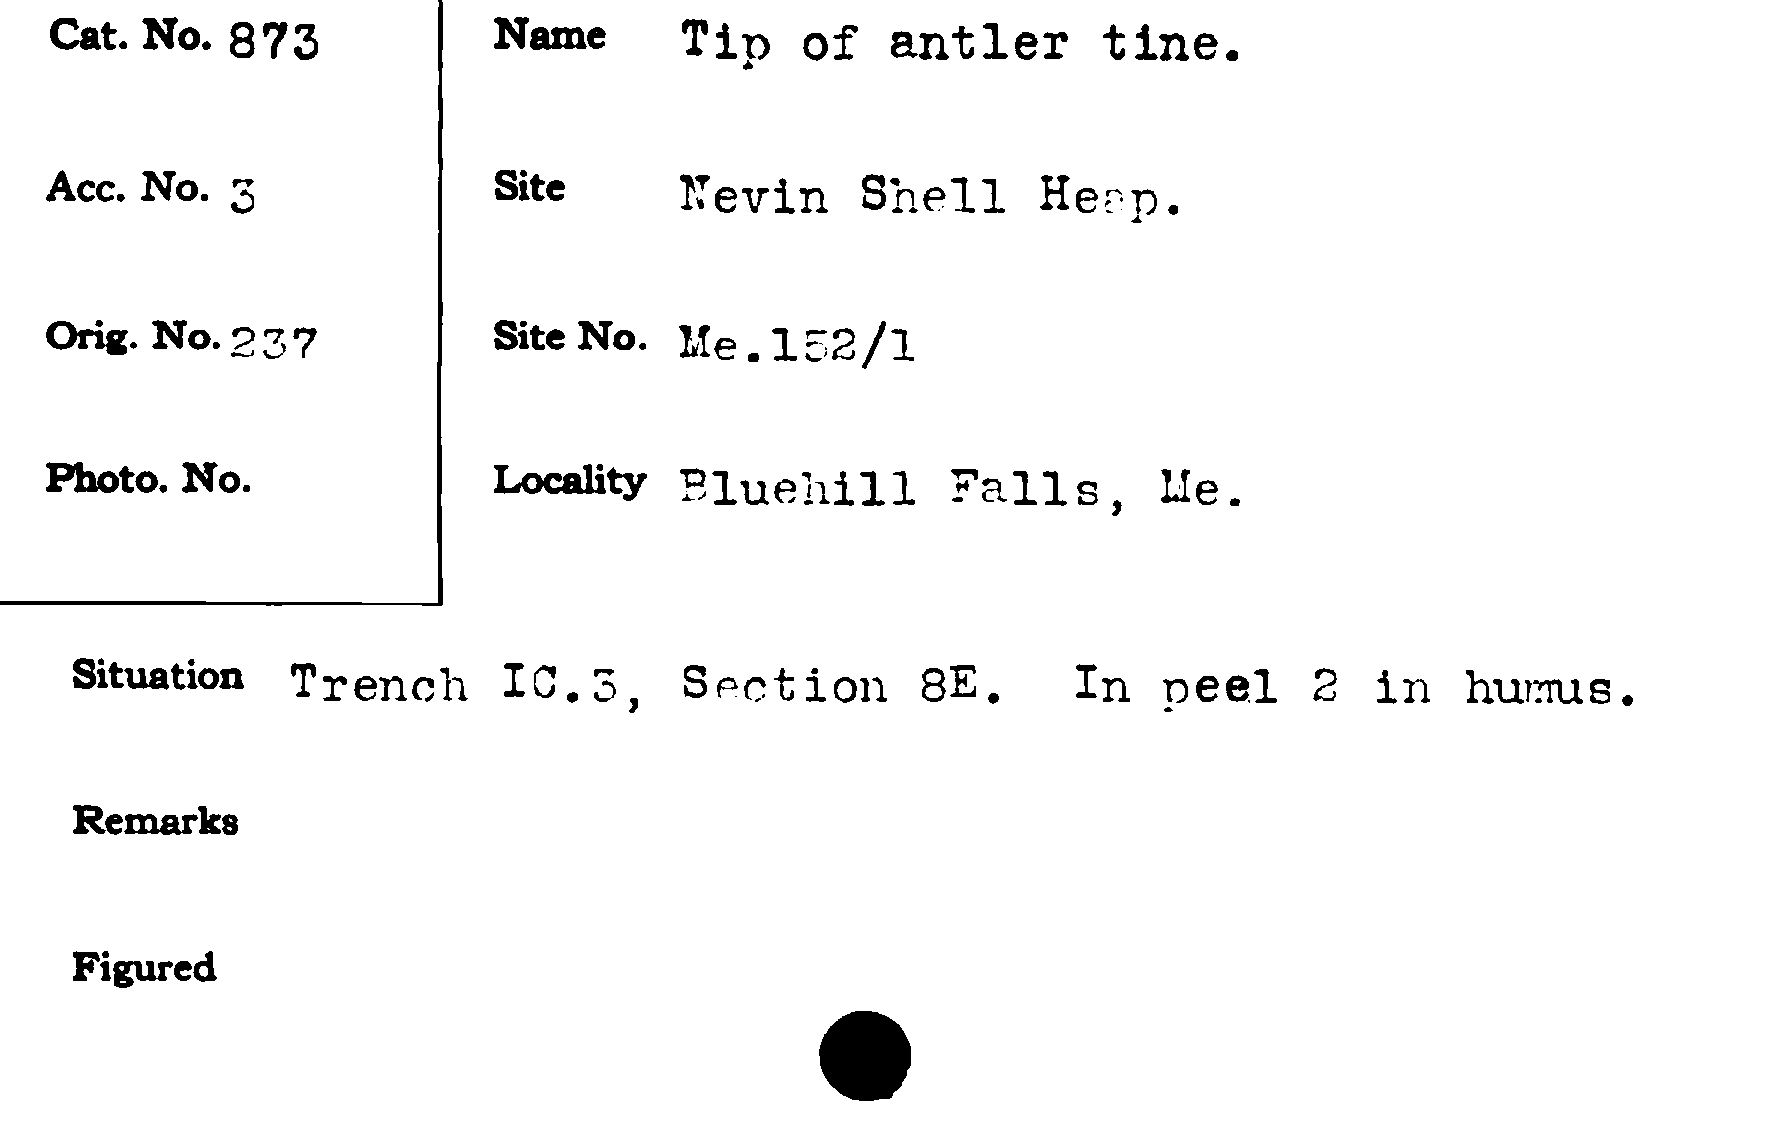 Cat. No. 873
Name Tip of antler tine.
Acc. No. 3
Site Nevin Shell Heap.
Orig. No. 237
Site No. Me.152/1
Photo. No.
Locality Bluehill Falls, Me.
Situation Trench IC.3, Section 8E. In peel 2 in humus.
Remarks
Figured